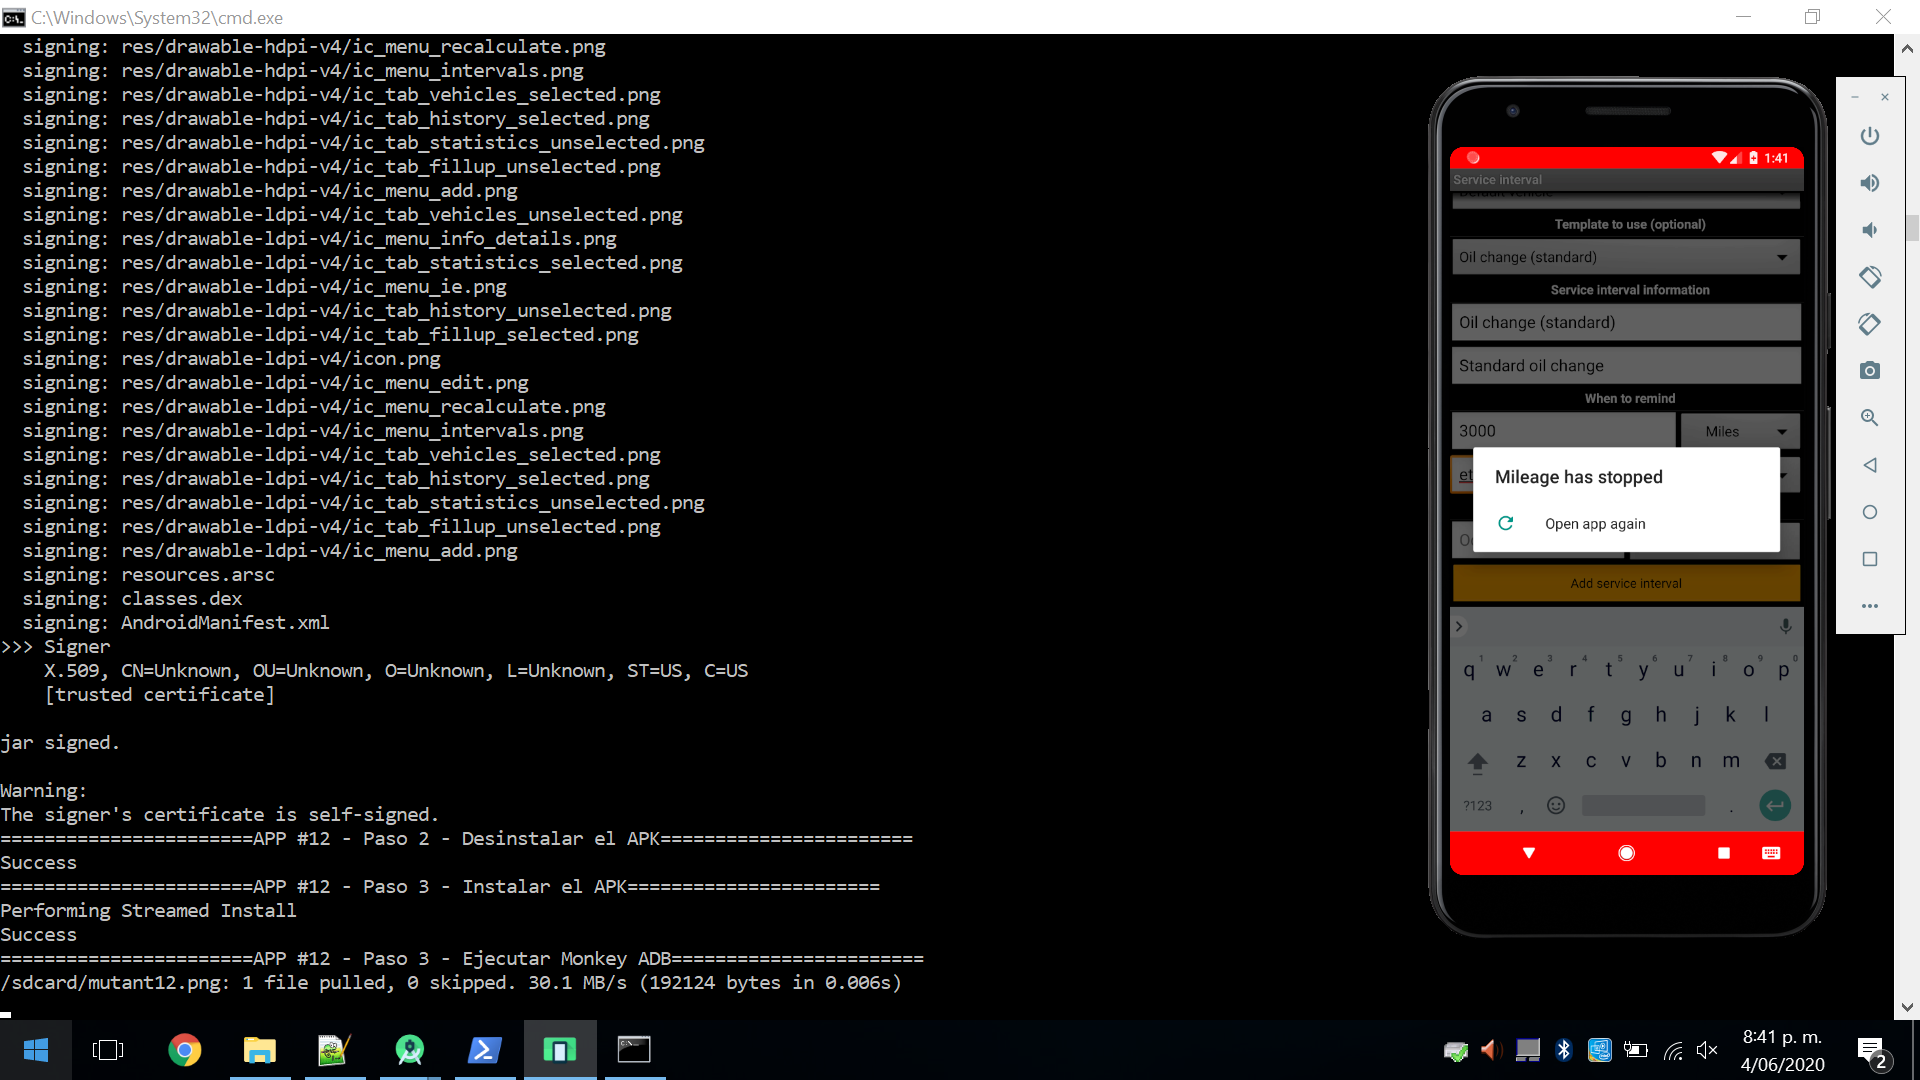 C:\Windows\System32\cmd.exe
signing: res/drawable-hdpi-v4/ic_menu_recalculate.png
signing: res/drawable-hdpi-v4/ic_menu_intervals.png
signing: res/drawable-hdpi-v4/ic_tab_vehicles_selected.png
signing: res/drawable-hdpi-v4/ic_tab_history_selected.png
signing: res/drawable-hdpi-v4/ic_tab_statistics_unselected.png
signing: res/drawable-hdpi-v4/ic_tab_fillup_unselected.png
signing: res/drawable-hdpi-v4/ic_menu_add.png
signing: res/drawable-ldpi-v4/ic_tab_vehicles_unselected.png
signing: res/drawable-ldpi-v4/ic_menu_info_details.png
signing: res/drawable-ldpi-v4/ic_tab_statistics_selected.png
signing: res/drawable-ldpi-v4/ic_menu_ie.png
signing: res/drawable-ldpi-v4/ic_tab_history_unselected.png
signing: res/drawable-ldpi-v4/ic_tab_fillup_selected.png
signing: res/drawable-ldpi-v4/icon.png
signing: res/drawable-ldpi-v4/ic_menu_edit.png
signing: res/drawable-ldpi-v4/ic_menu_recalculate.png
signing: res/drawable-ldpi-v4/ic_menu_intervals.png
signing: res/drawable-ldpi-v4/ic_tab_vehicles_selected.png
signing: res/drawable-ldpi-v4/ic_tab_history_selected.png
signing: res/drawable-ldpi-v4/ic_tab_statistics_unselected.png
signing: res/drawable-ldpi-v4/ic_tab_fillup_unselected.png
signing: res/drawable-ldpi-v4/ic_menu_add.png
signing: resources.arsc
signing: classes.dex
signing: AndroidManifest.xml
>>> Signer
X.509, CN=Unknown, OU=Unknown, O=Unknown, L=Unknown, ST=US, C=US
[trusted certificate]
jar signed.
Warning:
The signer's certificate is self-signed.
=======================APP #12 - Paso 2 - Desinstalar el APK=======================
Success
=======================APP #12 - Paso 3 - Instalar el APK=======================
Performing Streamed Install
Success
=======================APP #12 - Paso 3 - Ejecutar Monkey ADB=======================
/sdcard/mutant12.png: 1 file pulled, 0 skipped. 30.1 MB/s (192124 bytes in 0.006s)
1:41
Service interval
Template to use (optional)
Oil change (standard)
Service interval information
Oil change (standard)
Standard oil change
When to remind
3000 Miles
et
Mileage has stopped
Open app again
Add service interval
q1 w2 e3 r4 t5 y6 u7 i8 o9 p0
a s d f g h j k l
z x c v b n m
?123 , .
8:41 p. m.
4/06/2020
2